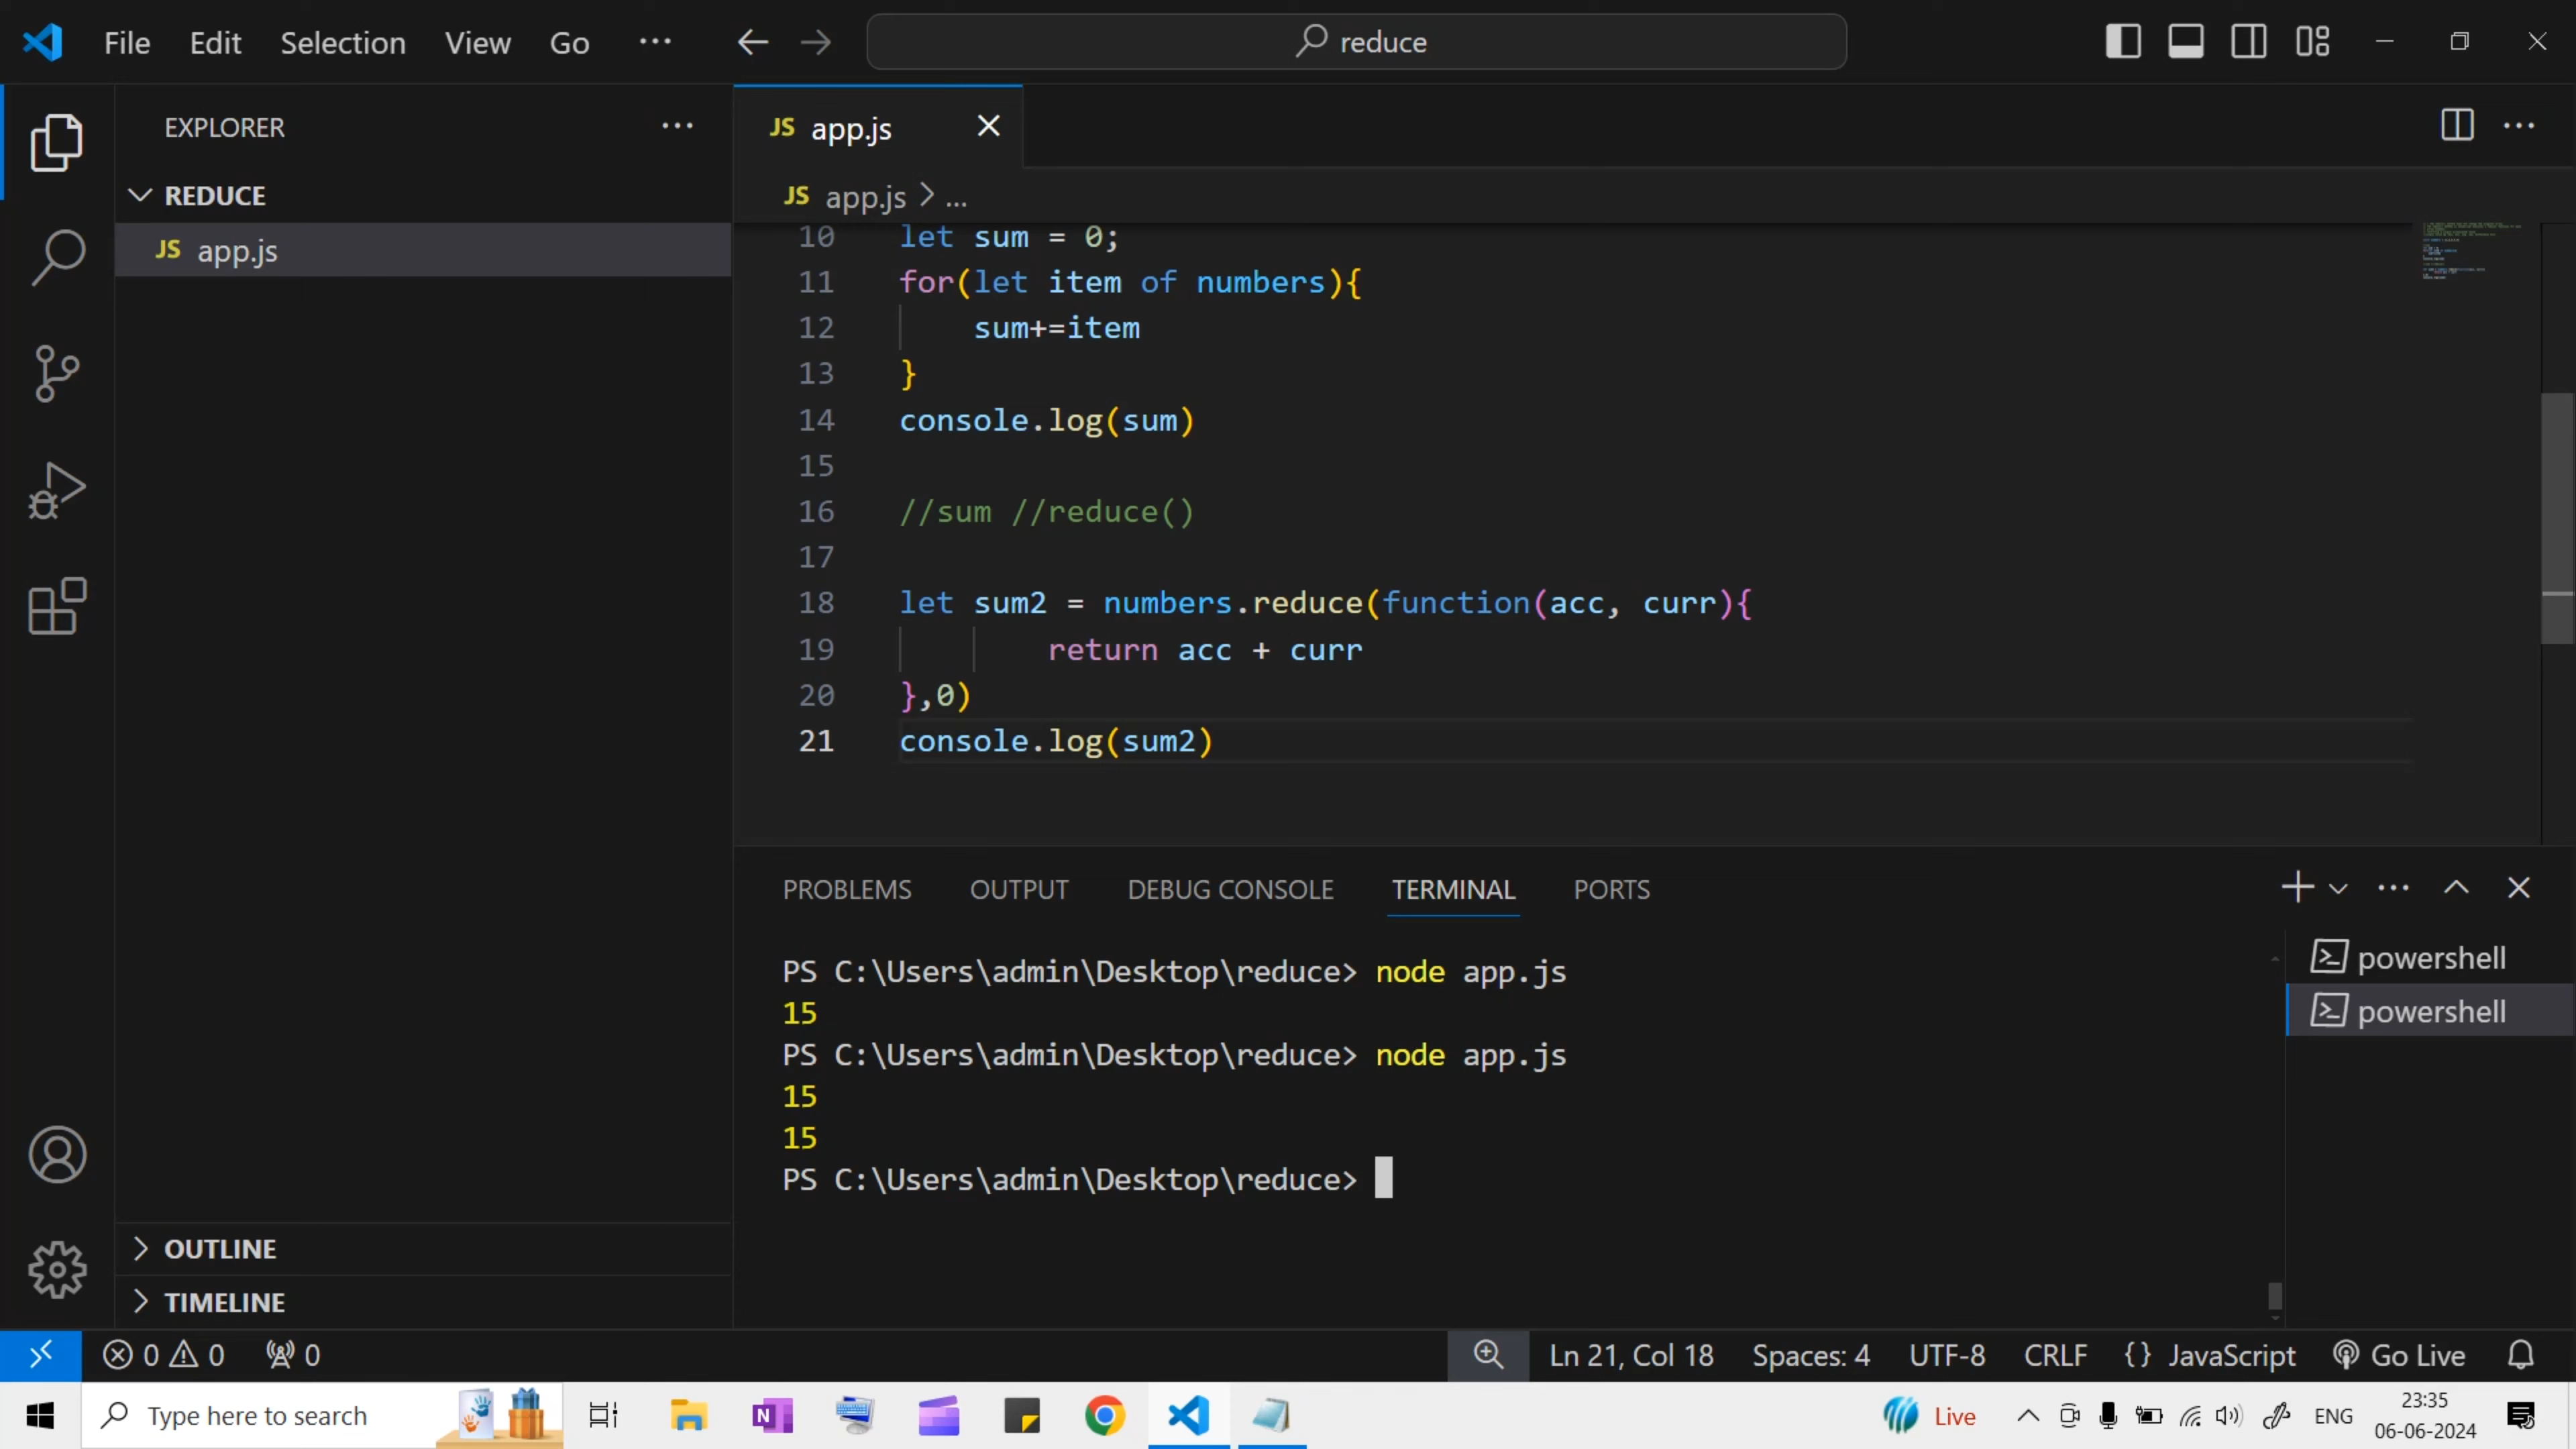 File Edit Selection View Go ··· reduce
EXPLORER ···
REDUCE
JS app.js
JS app.js
JS app.js > ...
10 let sum = 0;
11 for(let item of numbers){
12 sum+=item
13 }
14 console.log(sum)
15
16 //sum //reduce()
17
18 let sum2 = numbers.reduce(function(acc, curr){
19 return acc + curr
20 },0)
21 console.log(sum2)
PROBLEMS OUTPUT DEBUG CONSOLE TERMINAL PORTS
PS C:\Users\admin\Desktop\reduce> node app.js
15
PS C:\Users\admin\Desktop\reduce> node app.js
15
15
PS C:\Users\admin\Desktop\reduce>
powershell
powershell
OUTLINE
TIMELINE
0 0 0 Ln 21, Col 18 Spaces: 4 UTF-8 CRLF {} JavaScript Go Live
Type here to search N Live ENG 23:35
06-06-2024